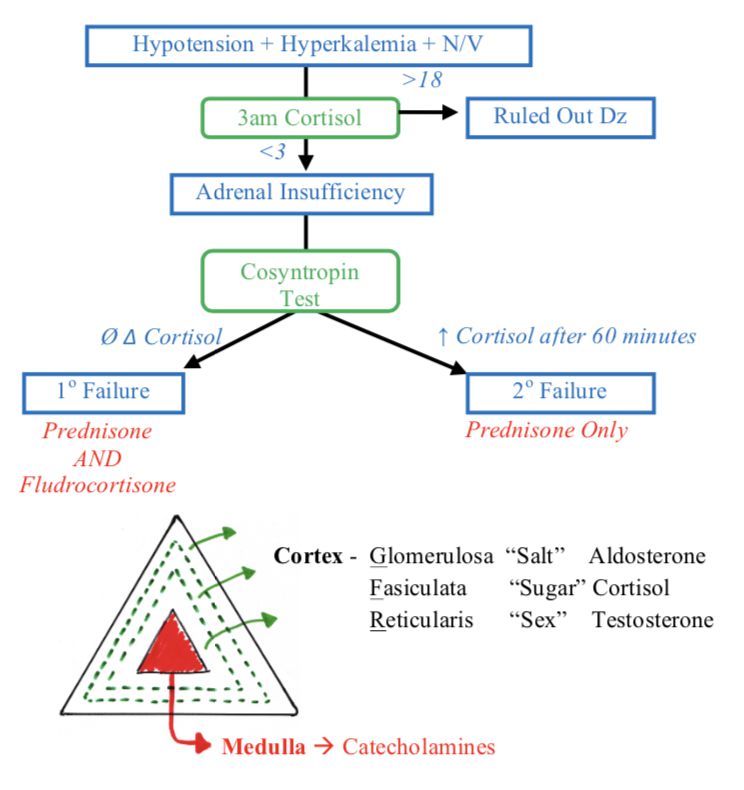 Hypotension + Hyperkalemia + N/V
>18
3am Cortisol
Ruled Out Dz
<3
Adrenal Insufficiency
Cosyntropin
Test
Ø Δ Cortisol
↑ Cortisol after 60 minutes
1° Failure
2° Failure
Prednisone
AND
Fludrocortisone
Prednisone Only
Cortex - Glomerulosa “Salt” Aldosterone
Fasiculata “Sugar” Cortisol
Reticularis “Sex” Testosterone
Medulla → Catecholamines